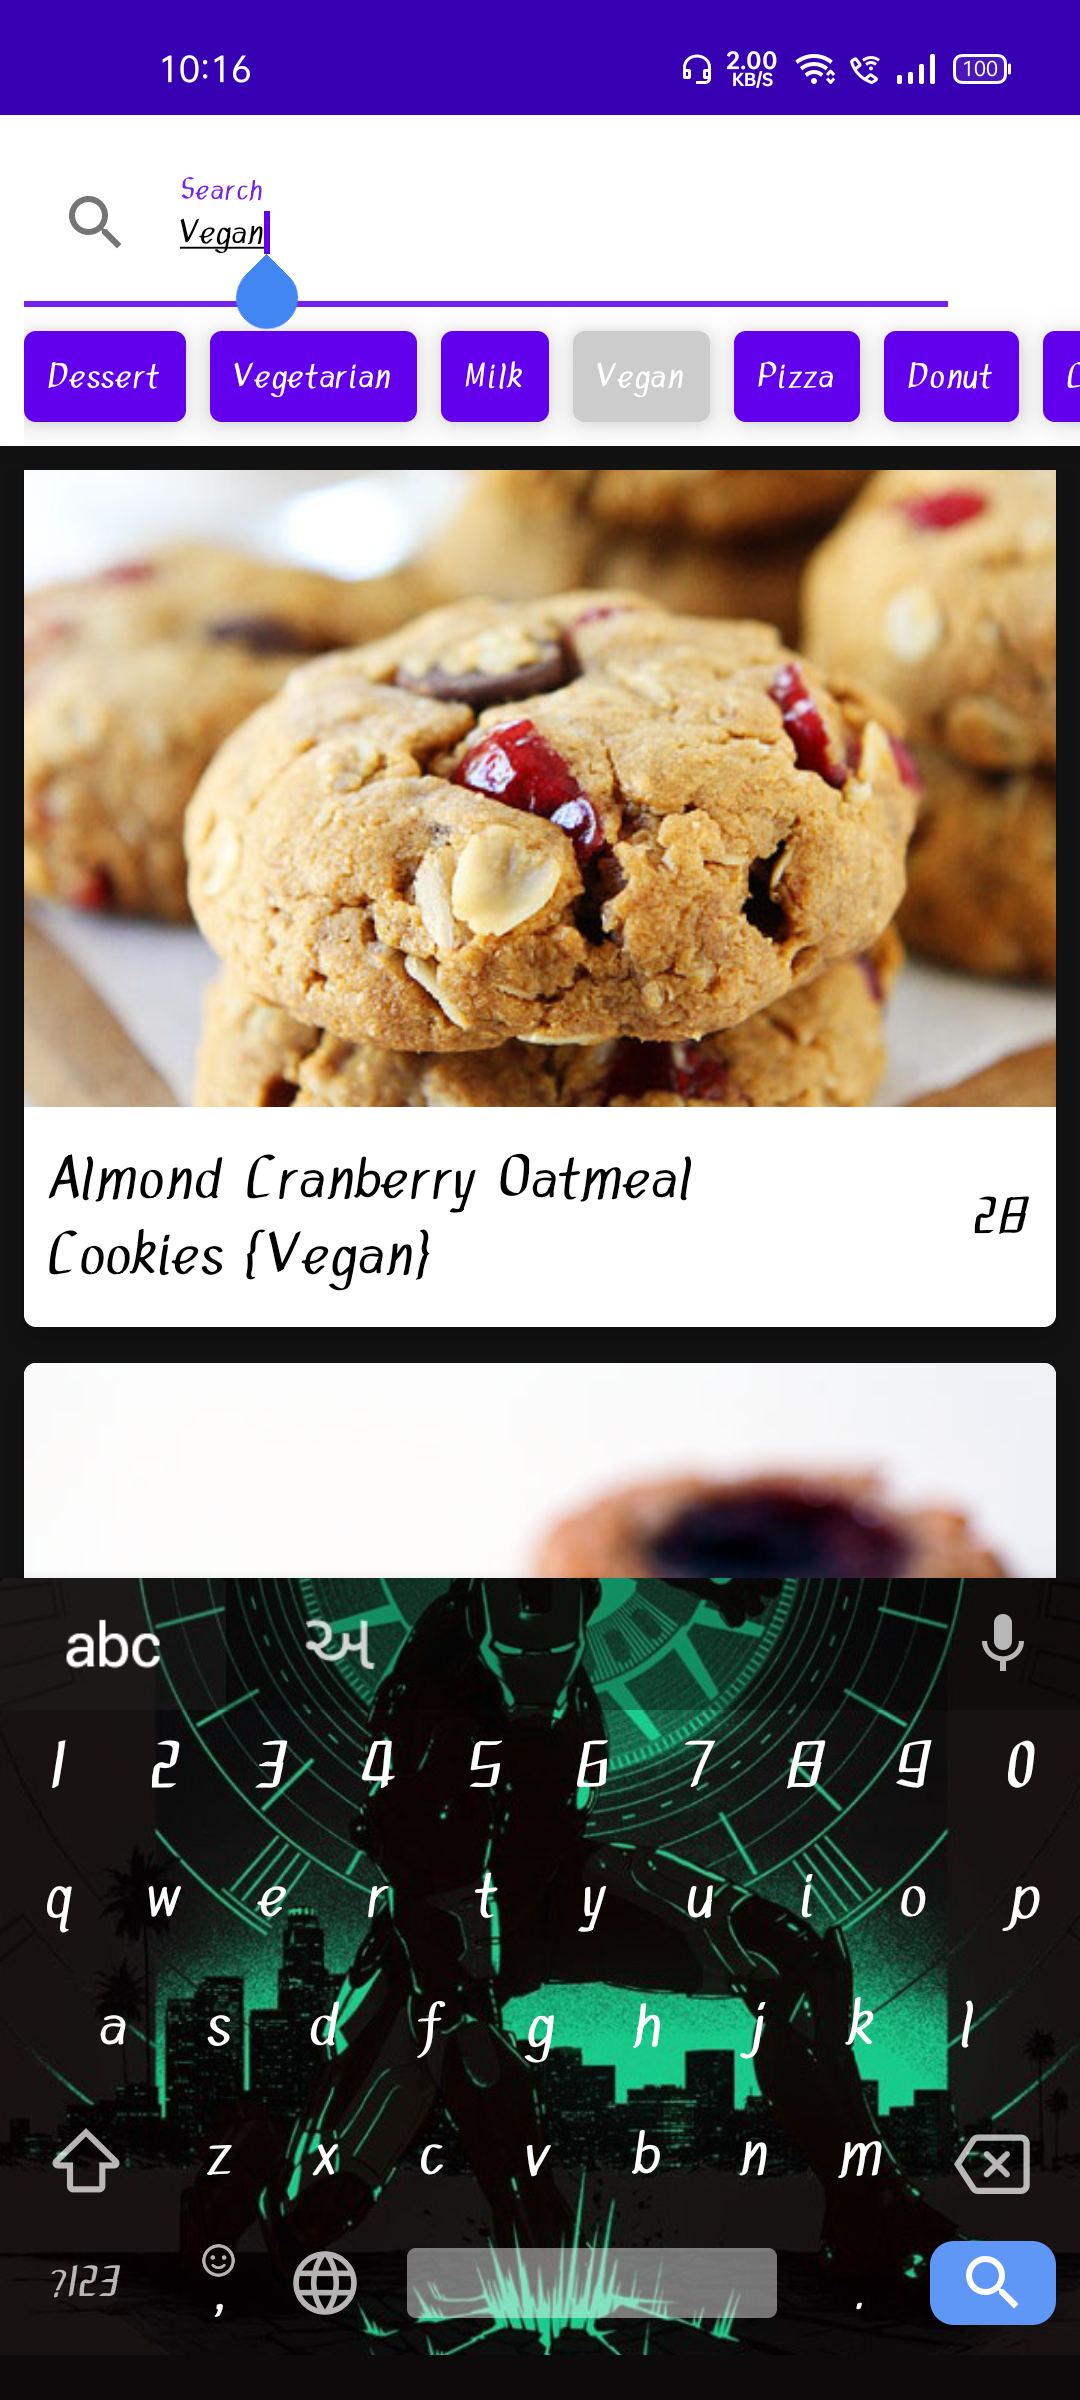 10:16 2.00 KB/S 100
Search
Vegan
Dessert Vegetarian Milk Vegan Pizza Donut
Almond Cranberry Oatmeal
Cookies {Vegan}
28
abc અ
1 2 3 4 5 6 7 8 9 0
q w e r t y u i o p
a s d f g h j k l
z x c v b n m
?123 , .